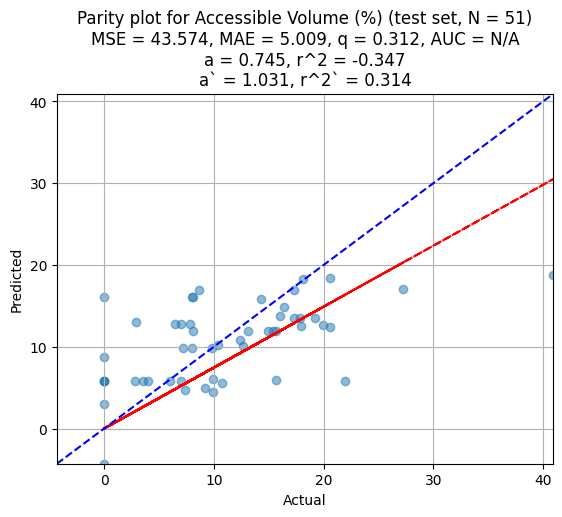 Parity plot for Accessible Volume (%) (test set, N = 51)
MSE = 43.574, MAE = 5.009, q = 0.312, AUC = N/A
a = 0.745, r^2 = -0.347
a` = 1.031, r^2` = 0.314
40
30
20
10
0
Predicted
0 10 20 30 40
Actual